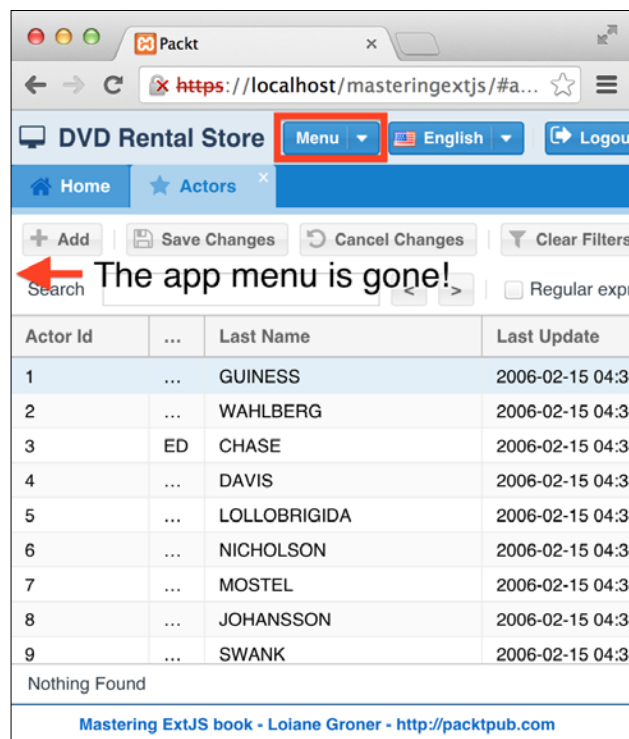 Packt ×
https://localhost/masteringextjs/#a...
DVD Rental Store Menu English Logou
Home Actors ×
Add Save Changes Cancel Changes Clear Filters
The app menu is gone!
Search < > Regular exp
Actor Id ... Last Name Last Update
1 ... GUINESS 2006-02-15 04:3
2 ... WAHLBERG 2006-02-15 04:3
3 ED CHASE 2006-02-15 04:3
4 ... DAVIS 2006-02-15 04:3
5 ... LOLLOBRIGIDA 2006-02-15 04:3
6 ... NICHOLSON 2006-02-15 04:3
7 ... MOSTEL 2006-02-15 04:3
8 ... JOHANSSON 2006-02-15 04:3
9 ... SWANK 2006-02-15 04:3
Nothing Found
Mastering ExtJS book - Loiane Groner - http://packtpub.com